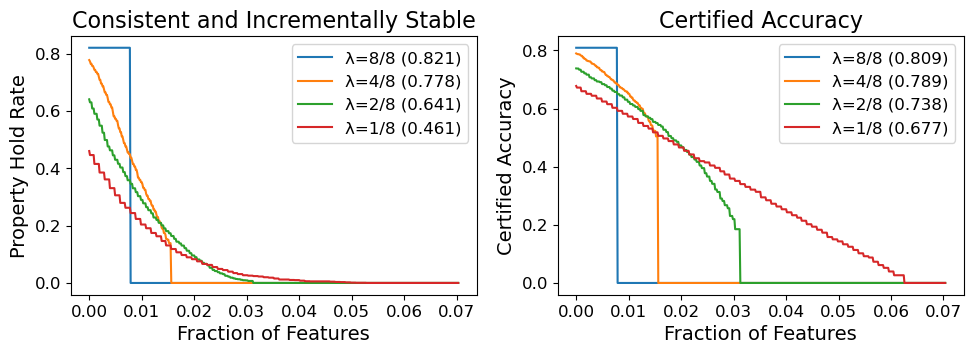 Consistent and Incrementally Stable
Property Hold Rate
0.8
0.6
0.4
0.2
0.0
λ=8/8 (0.821)
λ=4/8 (0.778)
λ=2/8 (0.641)
λ=1/8 (0.461)
0.00 0.01 0.02 0.03 0.04 0.05 0.06 0.07
Fraction of Features
Certified Accuracy
Certified Accuracy
0.8
0.6
0.4
0.2
0.0
λ=8/8 (0.809)
λ=4/8 (0.789)
λ=2/8 (0.738)
λ=1/8 (0.677)
0.00 0.01 0.02 0.03 0.04 0.05 0.06 0.07
Fraction of Features